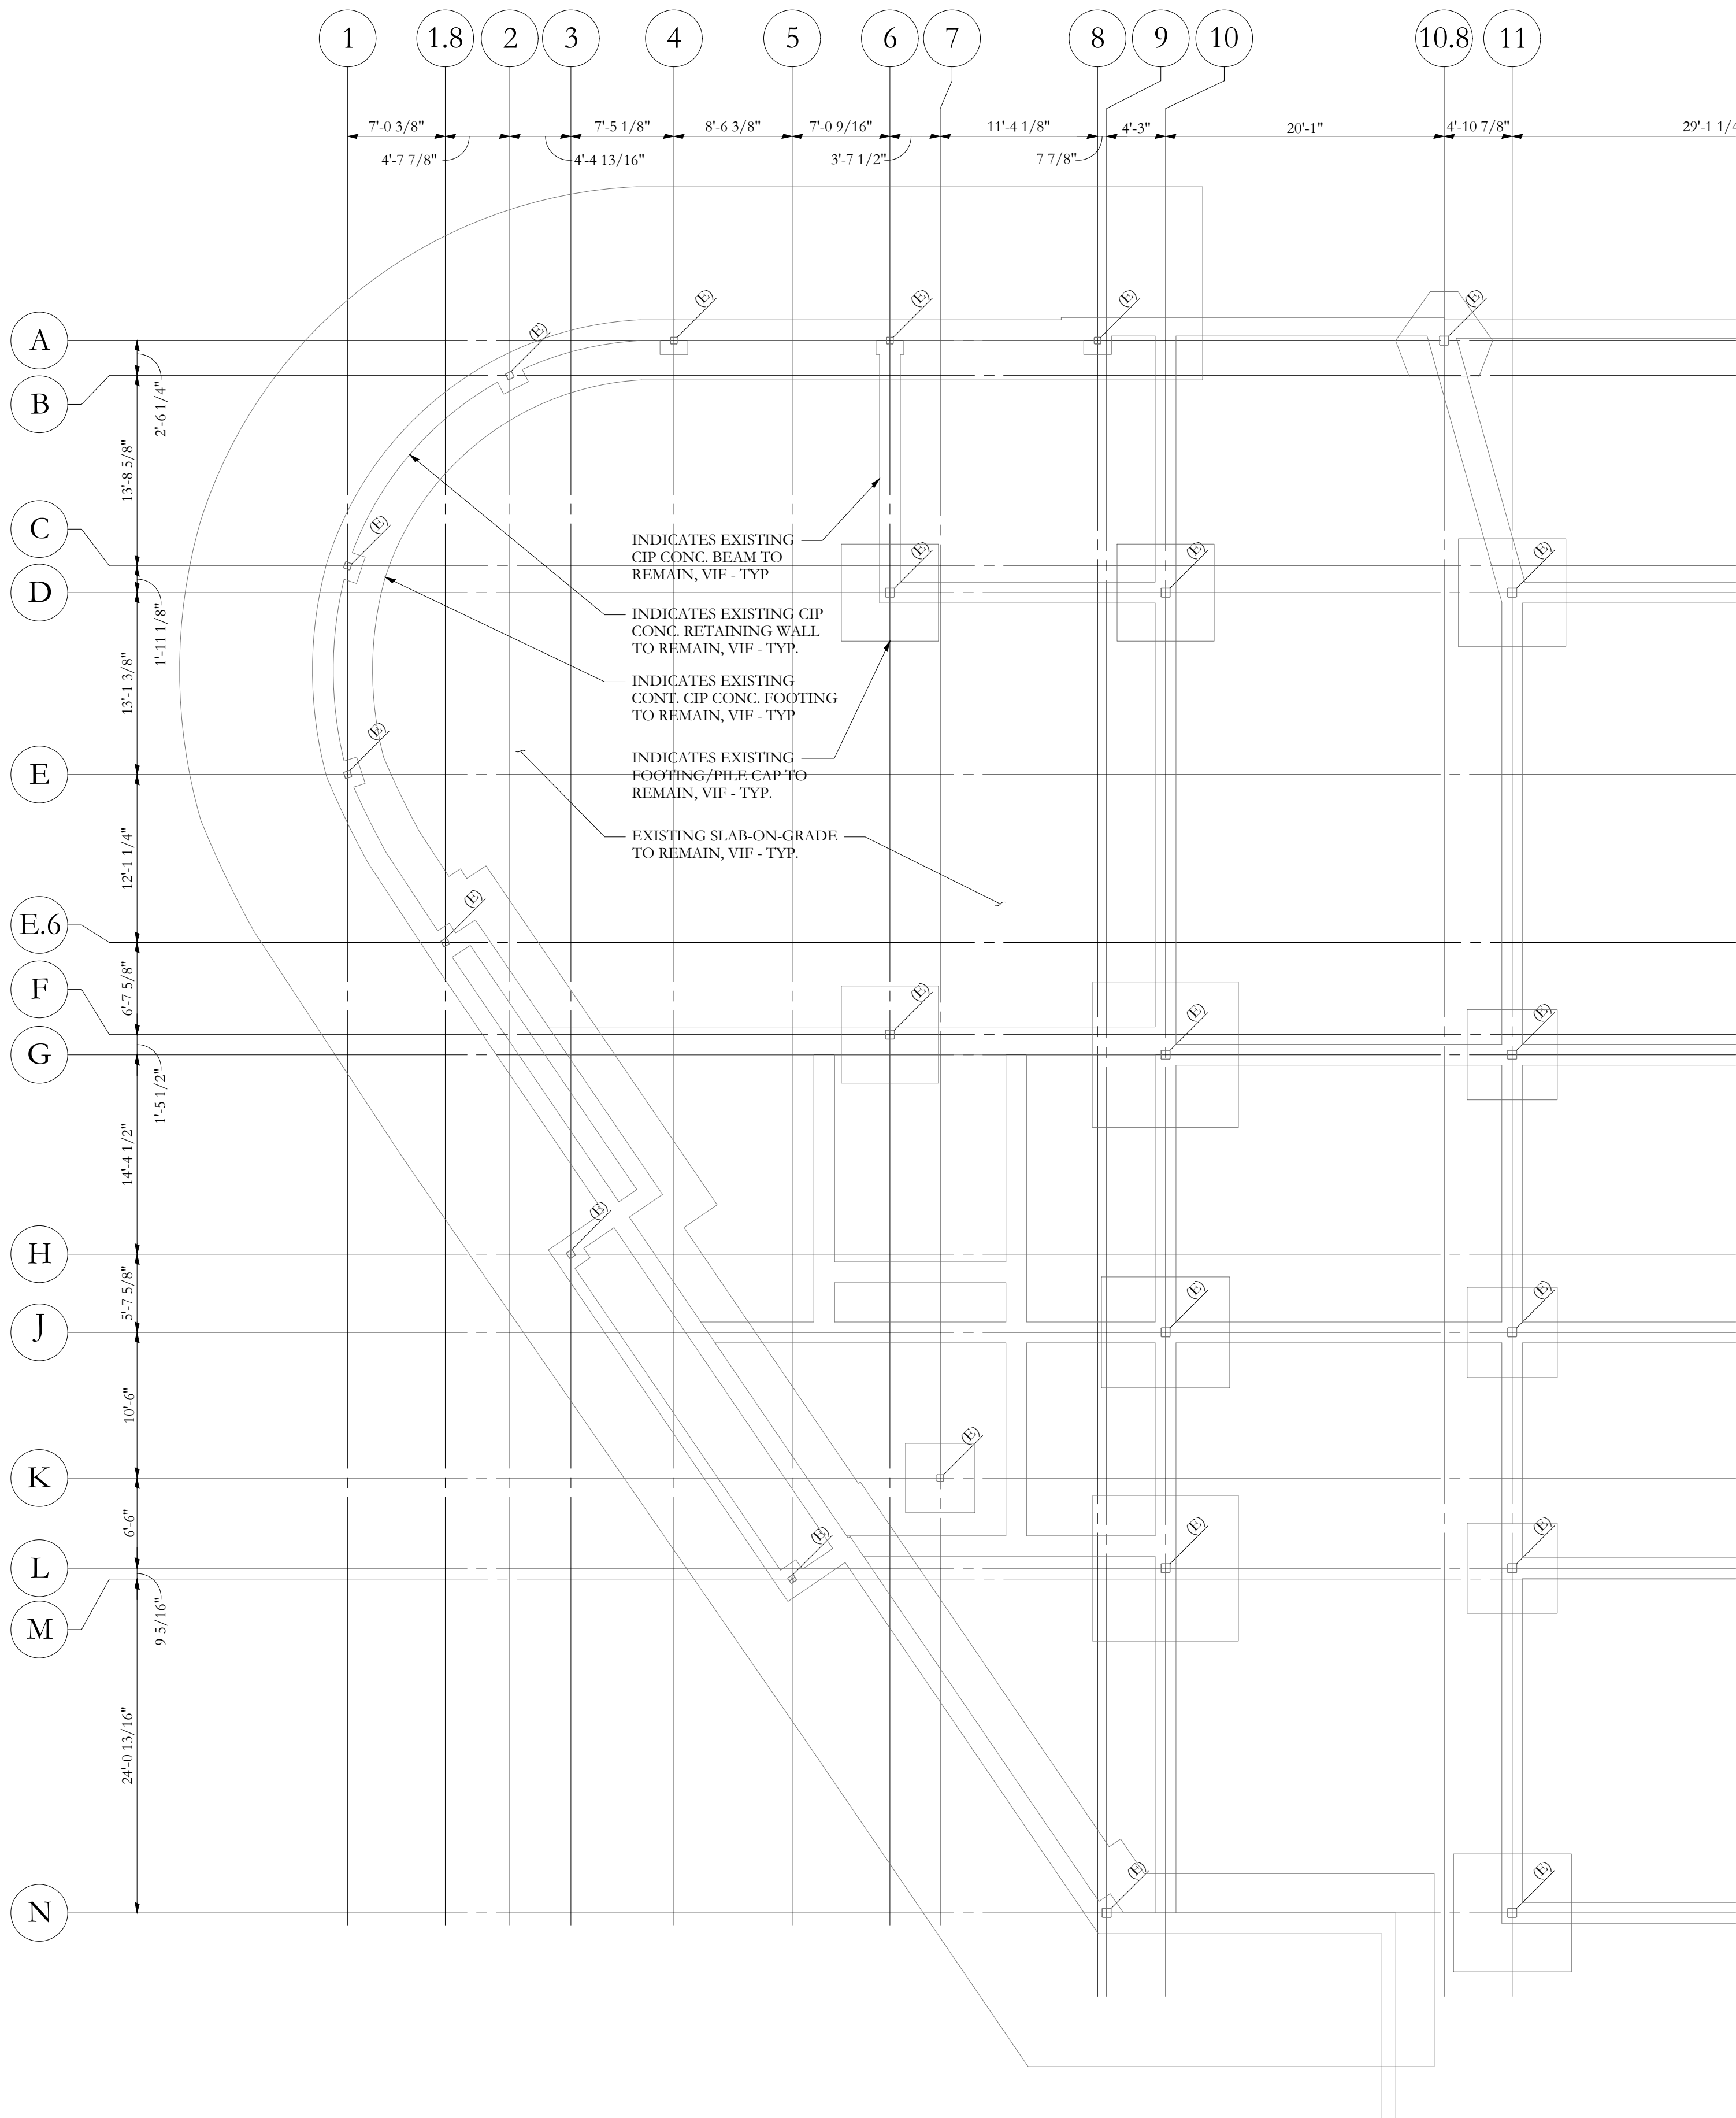 1 1.8 2 3 4 5 6 7 8 9 10 10.8 11
7'-0 3/8" 7'-5 1/8" 8'-6 3/8" 7'-0 9/16" 11'-4 1/8" 4'-3" 20'-1" 4'-10 7/8" 29'-1 1/4
4'-7 7/8" 4'-4 13/16" 3'-7 1/2" 7 7/8"
(E) (E) (E) (E)
(E)
A
B
2'-6 1/4"
13'-8 5/8"
C
(E)
INDICATES EXISTING
CIP CONC. BEAM TO
REMAIN, VIF - TYP
(E) (E) (E)
D
1'-11 1/8"
INDICATES EXISTING CIP
CONC. RETAINING WALL
TO REMAIN, VIF - TYP.
13'-1 3/8"
INDICATES EXISTING
CONT. CIP CONC. FOOTING
TO REMAIN, VIF - TYP
(E)
INDICATES EXISTING
FOOTING/PILE CAP TO
REMAIN, VIF - TYP.
E
EXISTING SLAB-ON-GRADE
TO REMAIN, VIF - TYP.
12'-1 1/4"
(E)
E.6
6'-7 5/8"
F
(E) (E) (E)
G
1'-5 1/2"
14'-4 1/2"
(E)
H
5'-7 5/8"
(E) (E)
J
10'-6"
(E)
K
6'-6"
(E) (E) (E)
L
M
9 5/16"
24'-0 13/16"
(E) (E)
N